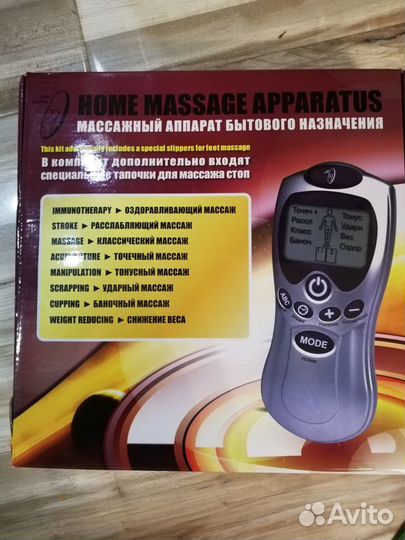 HOME MASSAGE APPARATUS
МАССАЖНЫЙ АППАРАТ БЫТОВОГО НАЗНАЧЕНИЯ
This kit additionally includes a special slippers for feet massage
В комплект дополнительно входят
специальные тапочки для массажа стоп
IMMUNOTHERAPY ► ОЗДОРАВЛИВАЮЩИЙ МАССАЖ
STROKE ► РАССЛАБЛЯЮЩИЙ МАССАЖ
MASSAGE ► КЛАССИЧЕСКИЙ МАССАЖ
ACUPUNCTURE ► ТОЧЕЧНЫЙ МАССАЖ
MANIPULATION ► ТОНУСНЫЙ МАССАЖ
SCRAPPING ► УДАРНЫЙ МАССАЖ
CUPPING ► БАНОЧНЫЙ МАССАЖ
WEIGHT REDUCING ► СНИЖЕНИЕ ВЕСА
Точеч Тонус
Рассл Ударн
Класс Вес
Баноч Оздор
ABC
MODE
РЕЖИМ
Avito